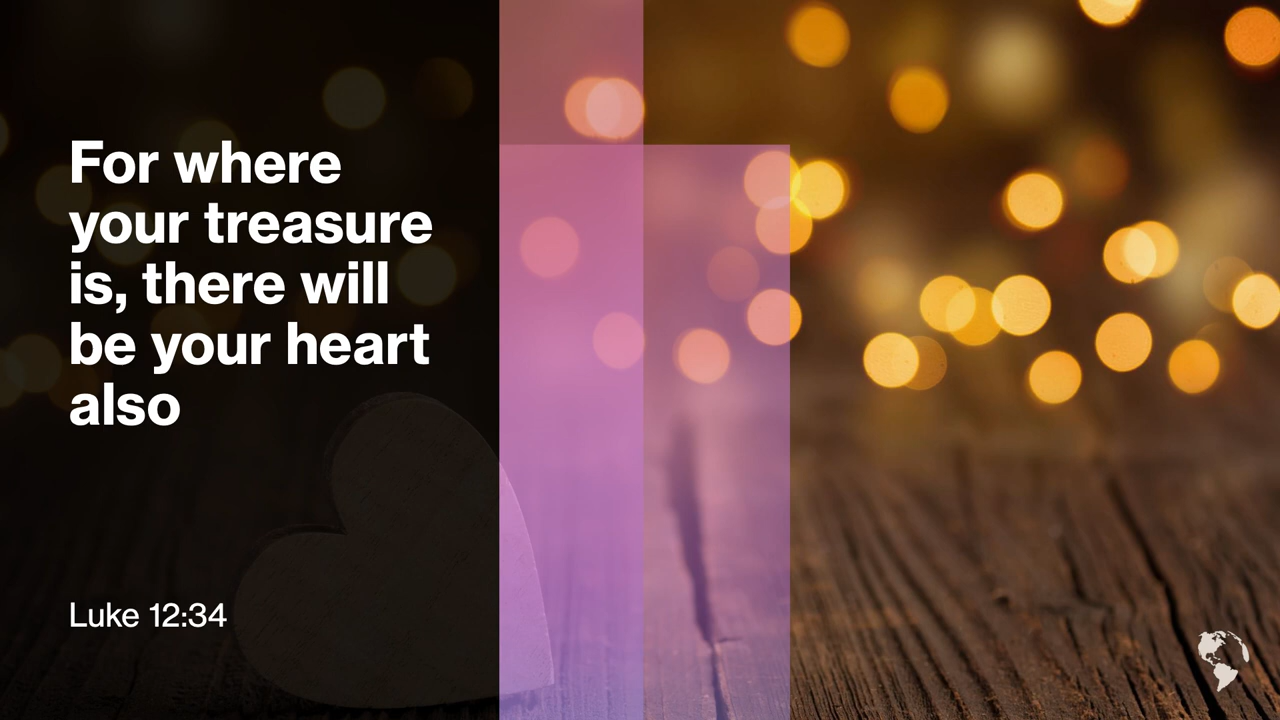 For where
your treasure
is, there will
be your heart
also
Luke 12:34